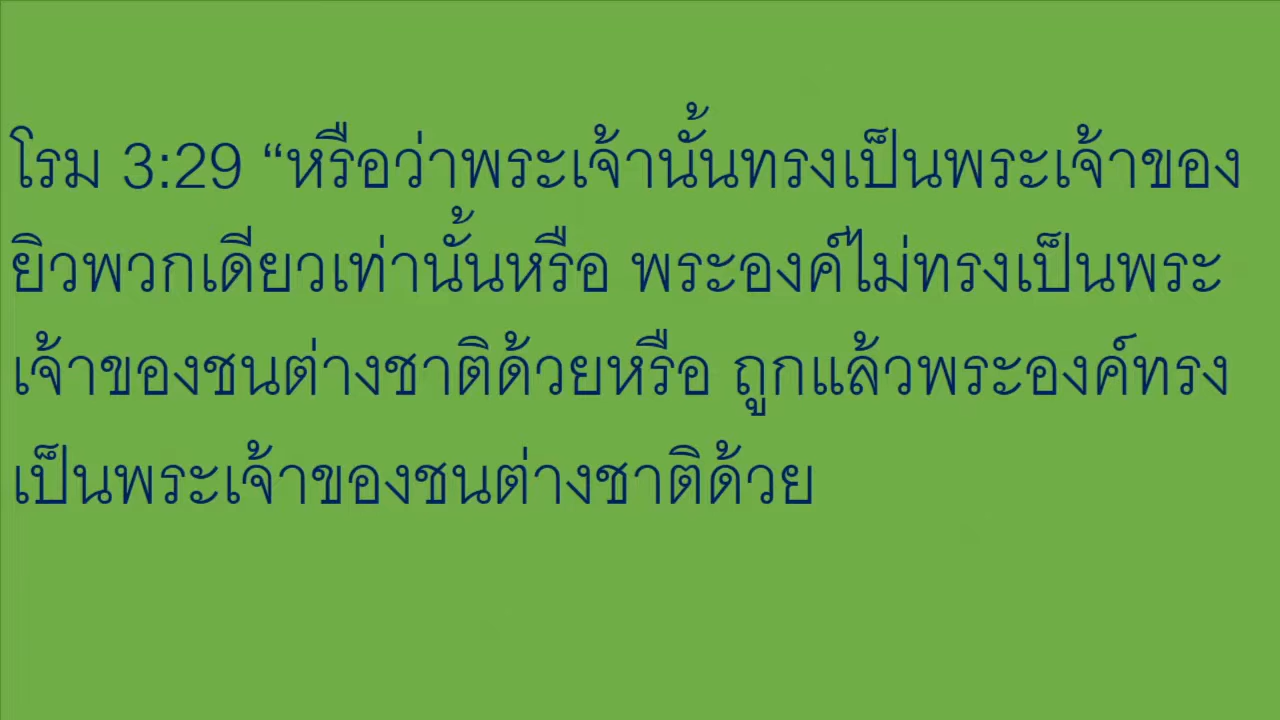 โรม 3:29 “หรือว่าพระเจ้านั้นทรงเป็นพระเจ้าของ
ยิวพวกเดียวเท่านั้นหรือ พระองค์ไม่ทรงเป็นพระ
เจ้าของชนต่างชาติด้วยหรือ ถูกแล้วพระองค์ทรง
เป็นพระเจ้าของชนต่างชาติด้วย